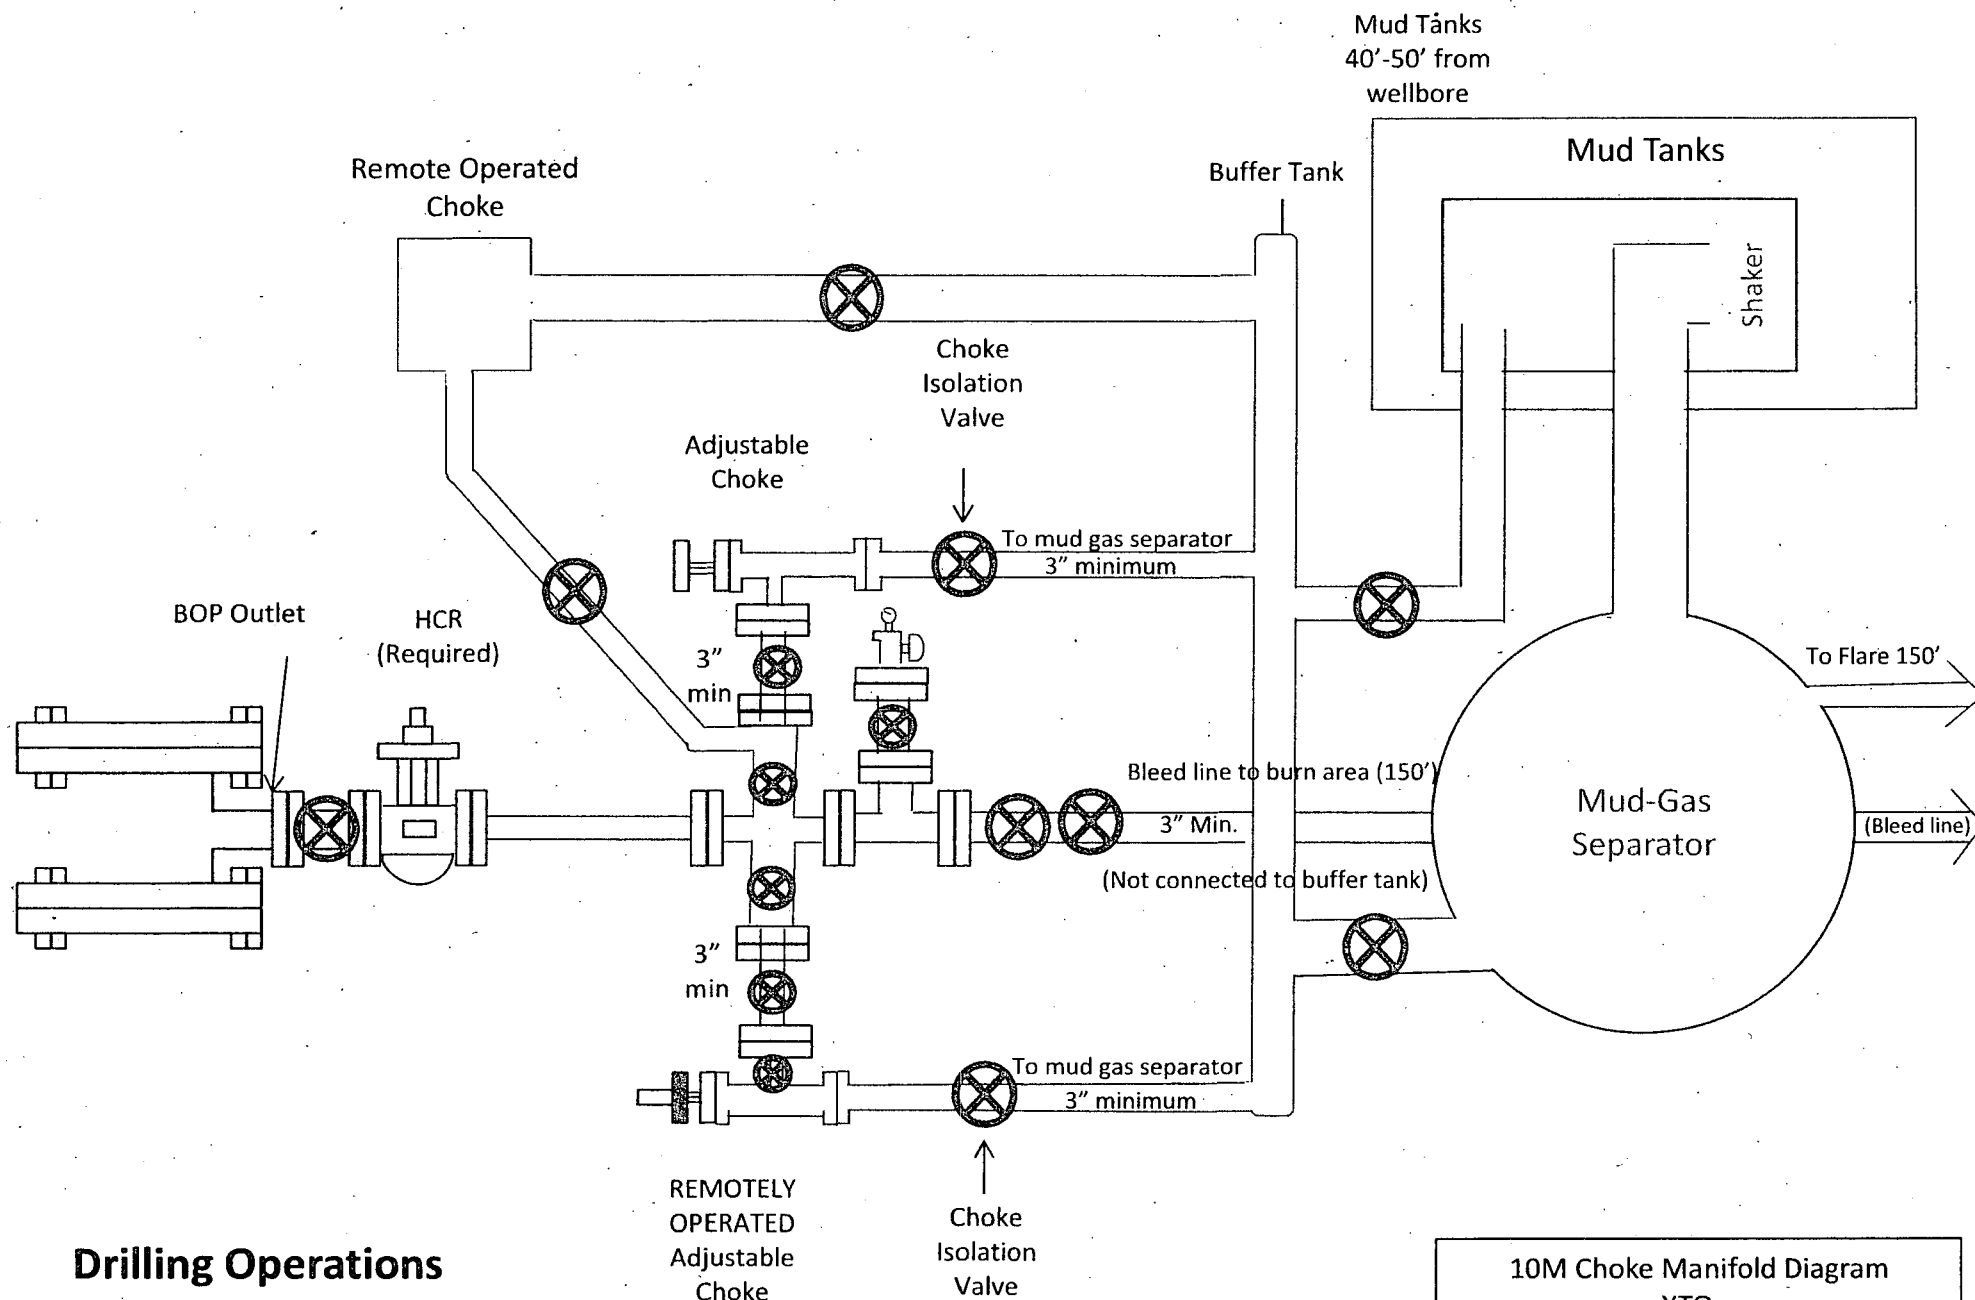 Mud Tanks
40'-50' from
wellbore
Mud Tanks
Remote Operated
Choke
Buffer Tank
Shaker
Choke
Isolation
Valve
Adjustable
Choke
To mud gas separator
3" minimum
BOP Outlet
HCR
(Required)
3"
min
To Flare 150'
Bleed line to burn area (150')
3" Min.
(Not connected to buffer tank)
Mud-Gas
Separator
(Bleed line)
3"
min
To mud gas separator
3" minimum
REMOTELY
OPERATED
Adjustable
Choke
Choke
Isolation
Valve
Drilling Operations
10M Choke Manifold Diagram
XTO